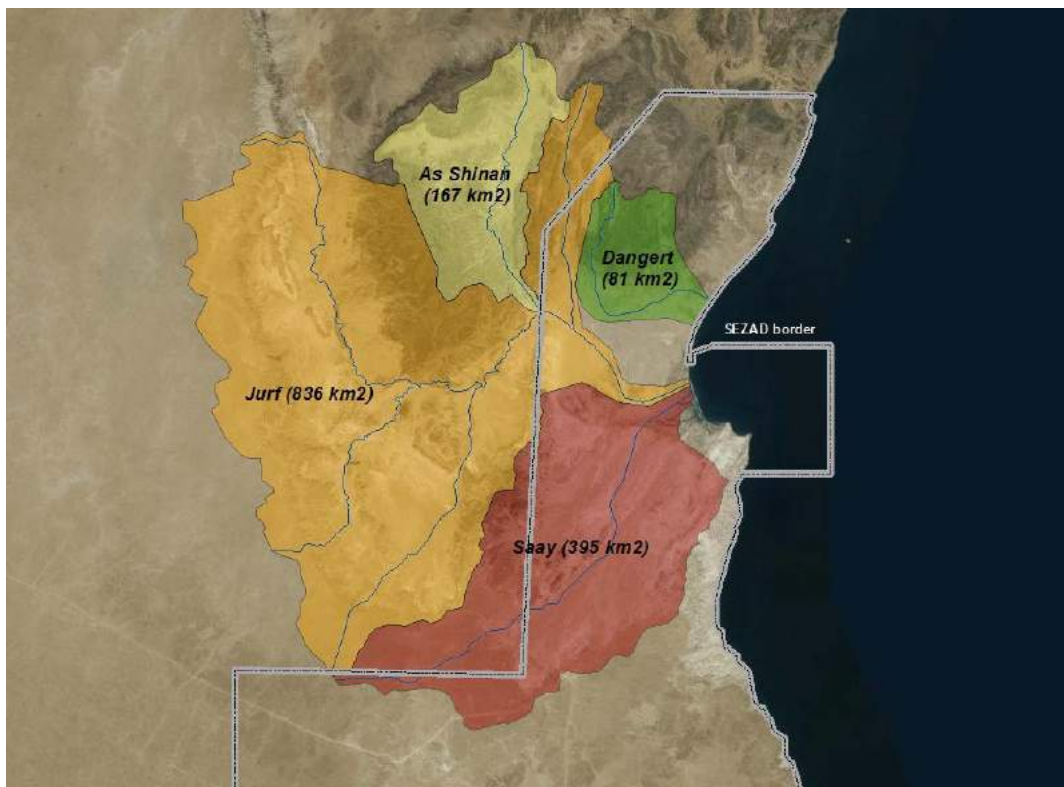 As Shinan
(167 km2)
Dangert
(81 km2)
SEZAD border
Jurf (836 km2)
Saay (395 km2)